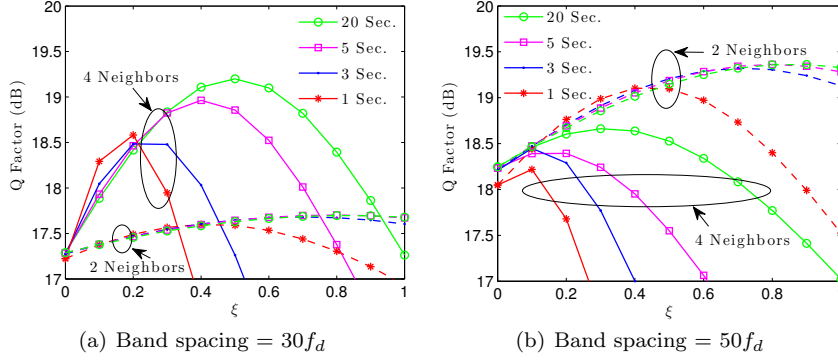 20 Sec.
5 Sec.
3 Sec.
1 Sec.
4 Neighbors
2 Neighbors
Q Factor (dB)
20
19.5
19
18.5
18
17.5
17
0 0.2 0.4 0.6 0.8 1
ξ
(a) Band spacing = 30f_d
20 Sec.
5 Sec.
3 Sec.
1 Sec.
2 Neighbors
4 Neighbors
Q Factor (dB)
20
19.5
19
18.5
18
17.5
17
0 0.2 0.4 0.6 0.8
ξ
(b) Band spacing = 50f_d